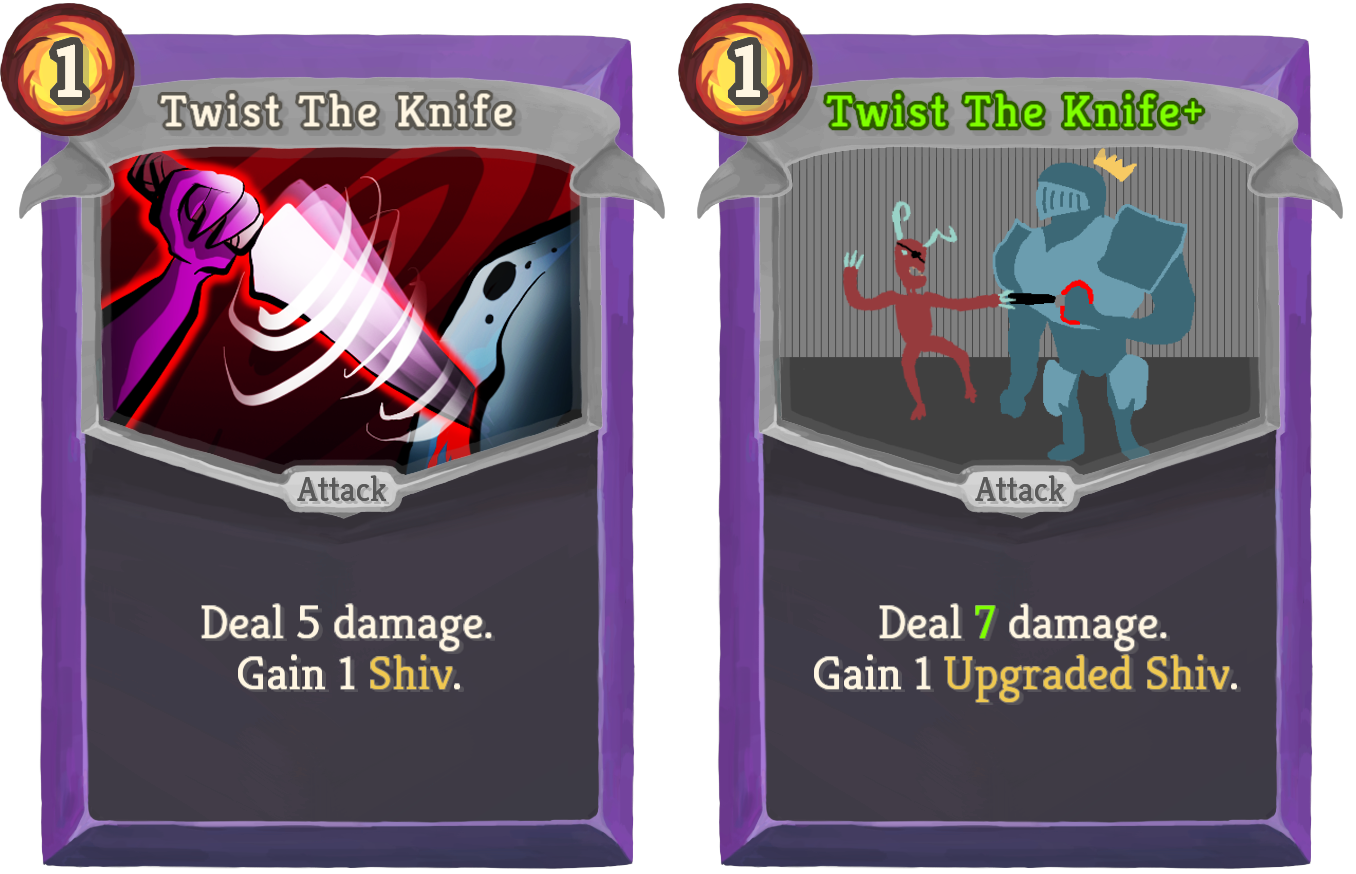 1
Twist The Knife
Attack
Deal 5 damage.
Gain 1 Shiv.
1
Twist The Knife+
Attack
Deal 7 damage.
Gain 1 Upgraded Shiv.